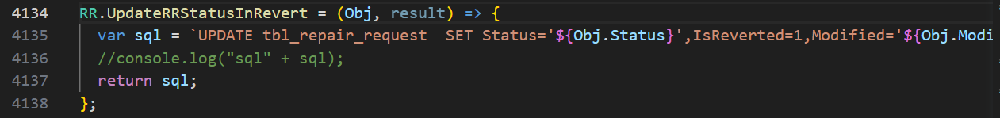 4134 RR.UpdateRRStatusInRevert = (Obj, result) => {
4135 var sql = `UPDATE tbl_repair_request  SET Status='${Obj.Status}',IsReverted=1,Modified='${Obj.Modi
4136 //console.log("sql" + sql);
4137 return sql;
4138 };